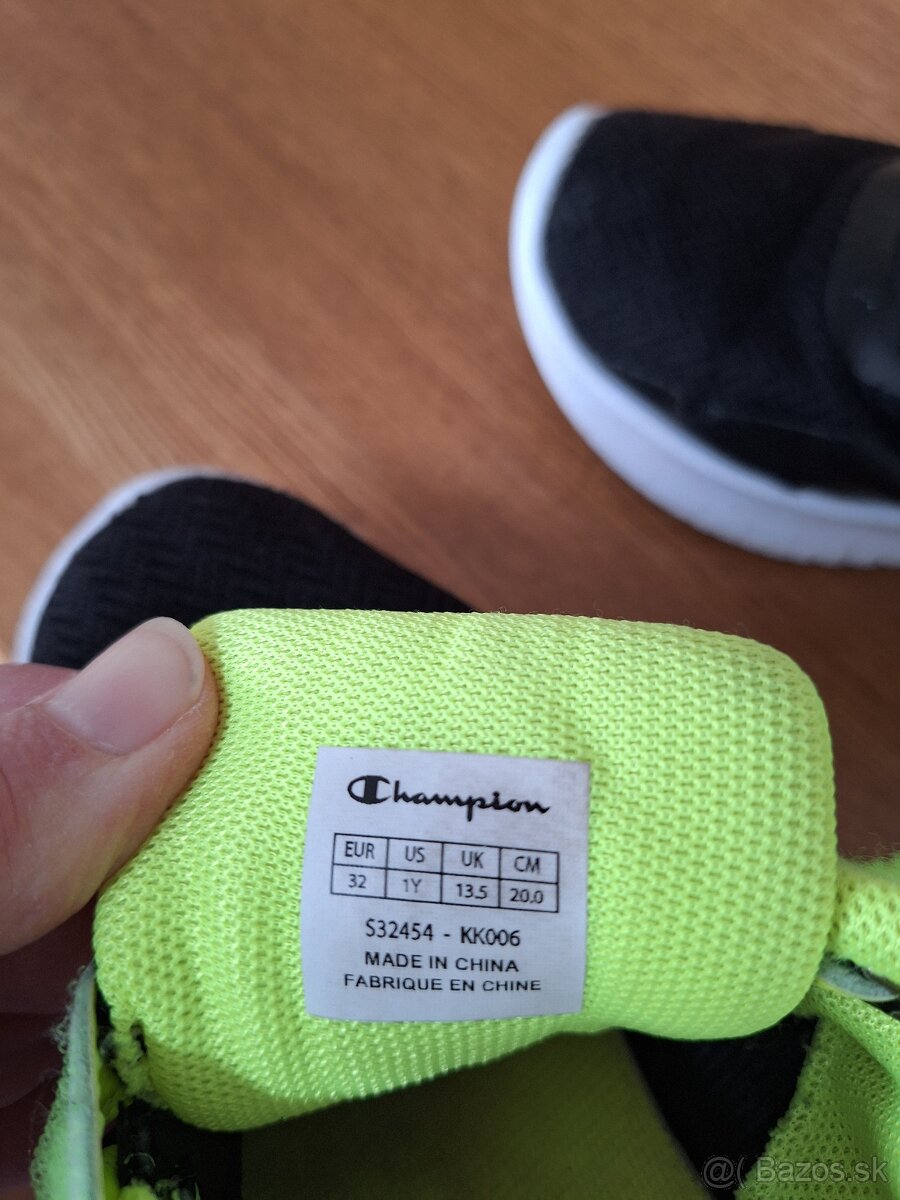 Champion
EUR US UK CM
32 1Y 13.5 20.0
S32454 - KK006
MADE IN CHINA
FABRIQUE EN CHINE
@( Bazos.sk